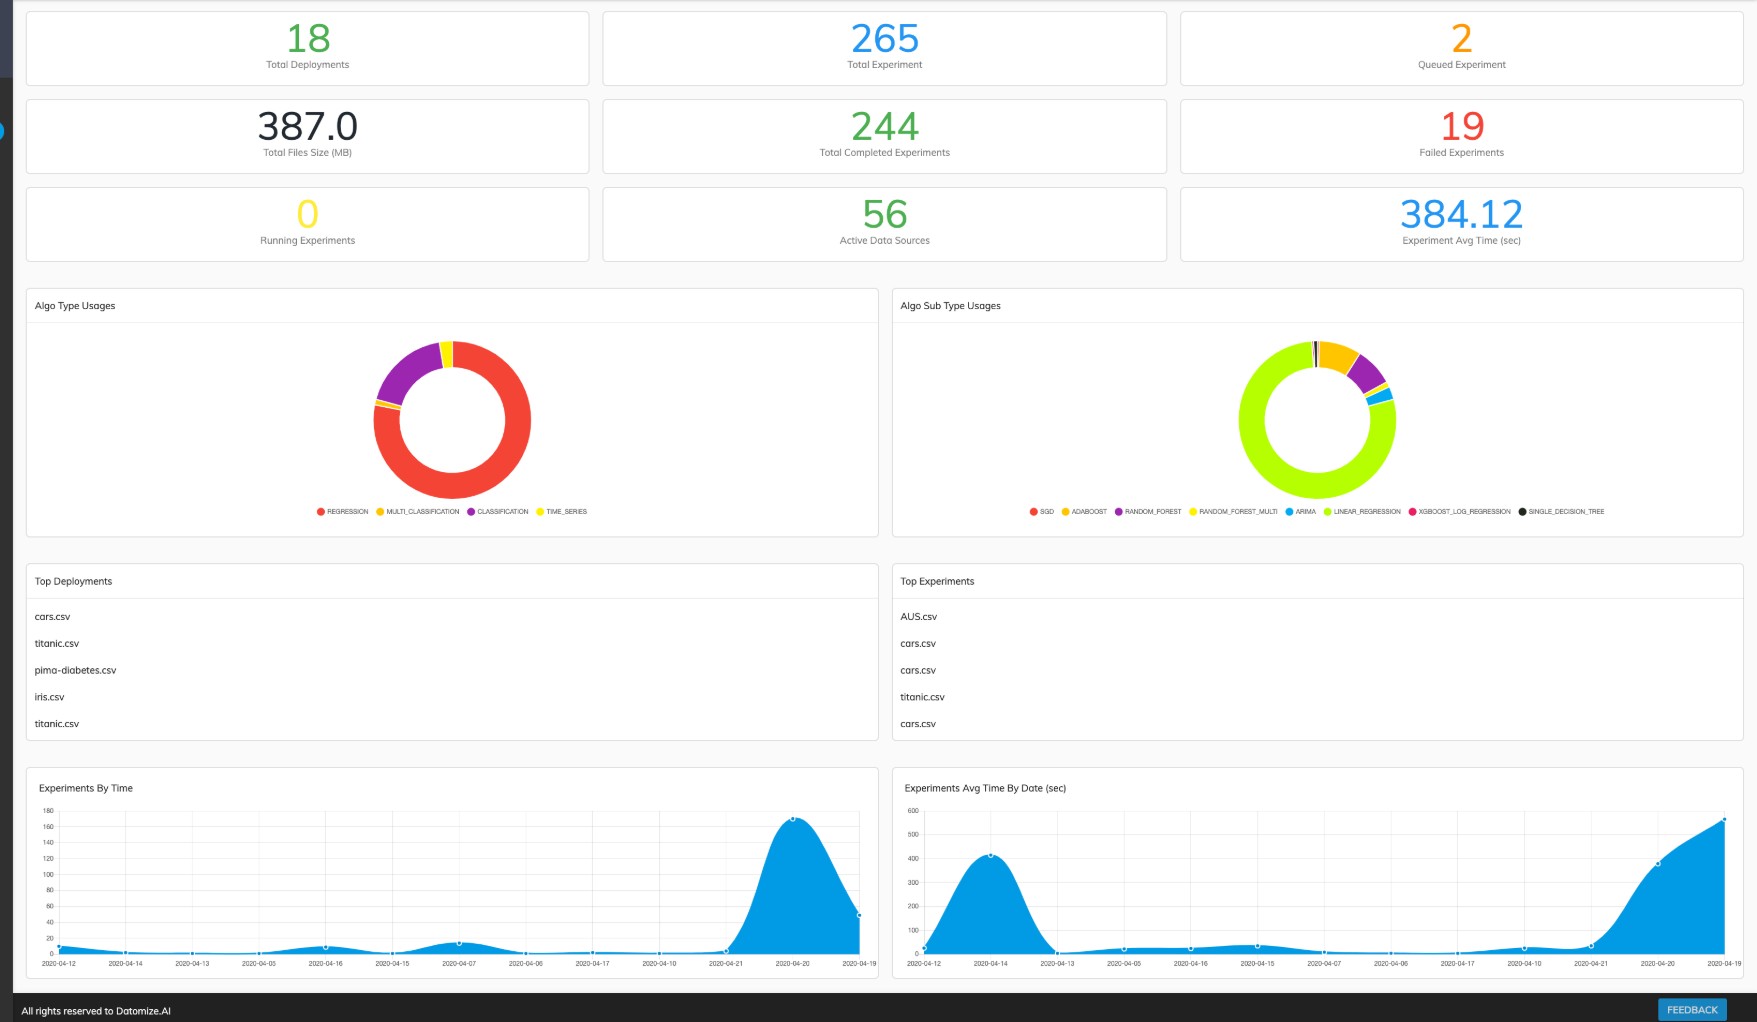 18
Total Deployments
265
Total Experiment
2
Queued Experiment
387.0
Total Files Size (MB)
244
Total Completed Experiments
19
Failed Experiments
0
Running Experiments
56
Active Data Sources
384.12
Experiment Avg Time (sec)
Algo Type Usages
REGRESSION MULTI_CLASSIFICATION CLASSIFICATION TIME_SERIES
Algo Sub Type Usages
SGD ADABOOST RANDOM_FOREST RANDOM_FOREST_MULTI ARIMA LINEAR_REGRESSION XGBOOST_LOG_REGRESSION SINGLE_DECISION_TREE
Top Deployments
cars.csv
titanic.csv
pima-diabetes.csv
iris.csv
titanic.csv
Top Experiments
AUS.csv
cars.csv
cars.csv
titanic.csv
cars.csv
Experiments By Time
180
160
140
120
100
80
60
40
20
0
2020-04-12 2020-04-14 2020-04-13 2020-04-05 2020-04-16 2020-04-15 2020-04-07 2020-04-06 2020-04-17 2020-04-10 2020-04-21 2020-04-20 2020-04-19
Experiments Avg Time By Date (sec)
600
500
400
300
200
100
0
2020-04-12 2020-04-14 2020-04-13 2020-04-05 2020-04-16 2020-04-15 2020-04-07 2020-04-06 2020-04-17 2020-04-10 2020-04-21 2020-04-20 2020-04-19
All rights reserved to Datomize.AI
FEEDBACK